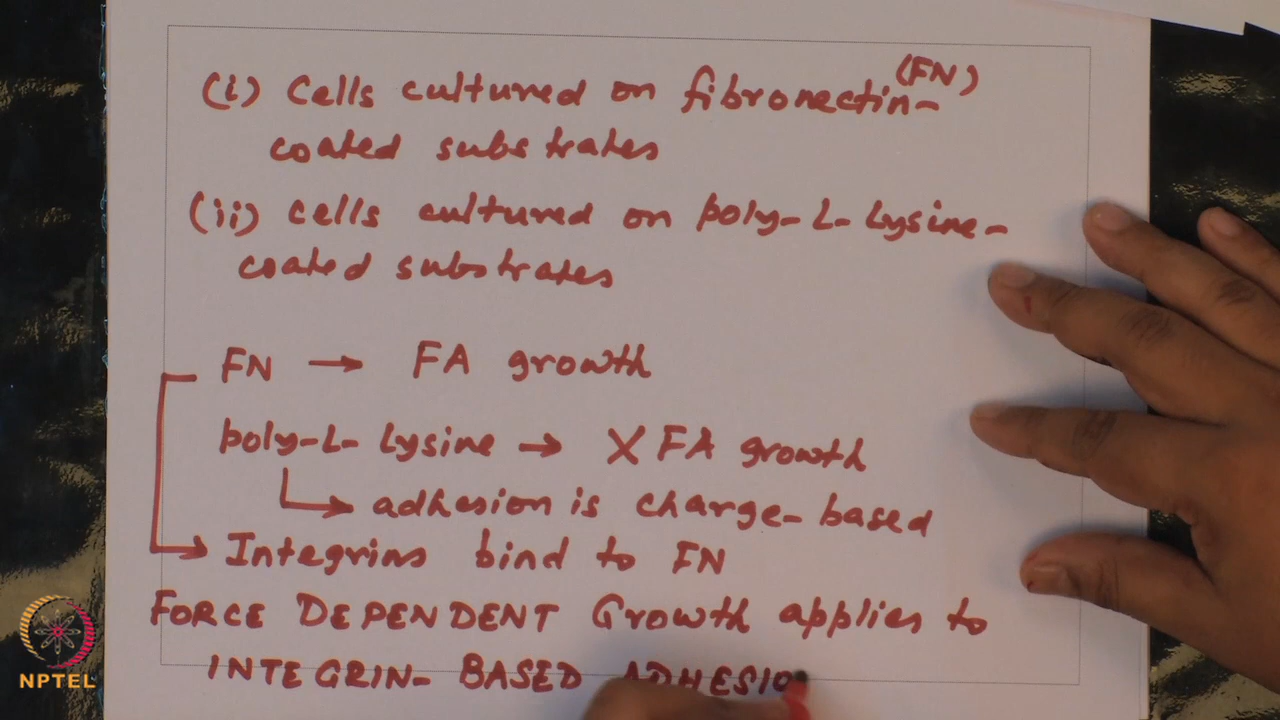 (FN)
(i) Cells cultured on fibronectin-
coated substrates
(ii) Cells cultured on poly-L-Lysine-
coated substrates
FN → FA growth
poly-L-Lysine → X FA growth
adhesion is charge-based
Integrins bind to FN
FORCE DEPENDENT Growth applies to
INTEGRIN-BASED ADHESIO
NPTEL